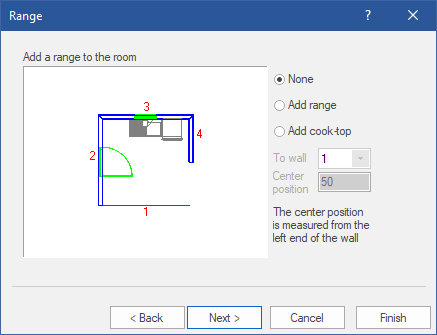 Range
?
Add a range to the room
3
4
2
1
None
Add range
Add cook-top
To wall 1
Center
position 50
The center position
is measured from the
left end of the wall
< Back Next > Cancel Finish